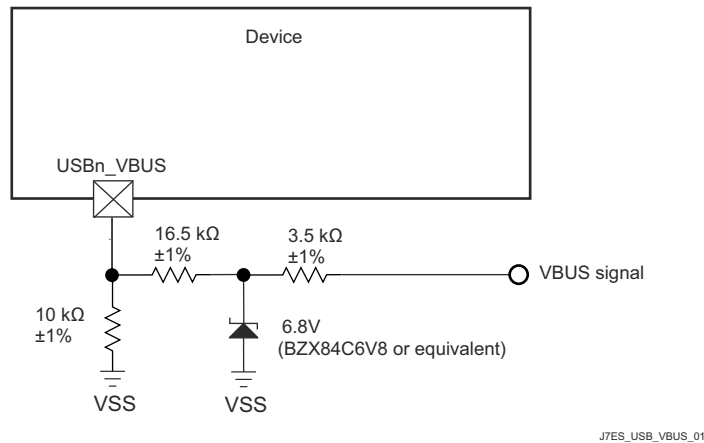 Device
USBn_VBUS
16.5 kΩ
±1%
3.5 kΩ
±1%
VBUS signal
10 kΩ
±1%
6.8V
(BZX84C6V8 or equivalent)
VSS
VSS
J7ES_USB_VBUS_01